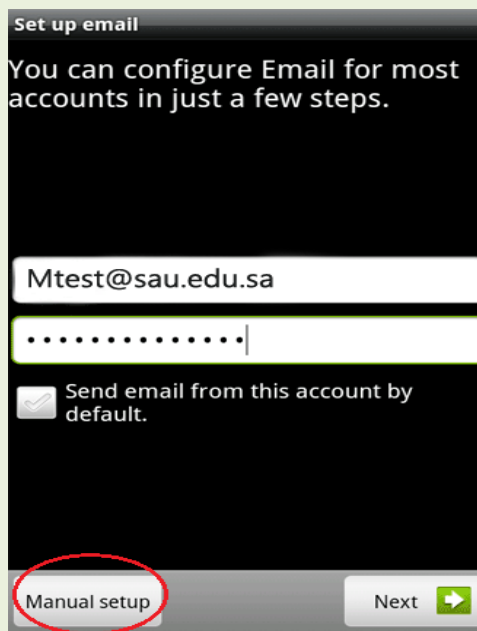 Set up email
You can configure Email for most
accounts in just a few steps.
Mtest@sau.edu.sa
••••••••••••••
Send email from this account by
default.
Manual setup
Next